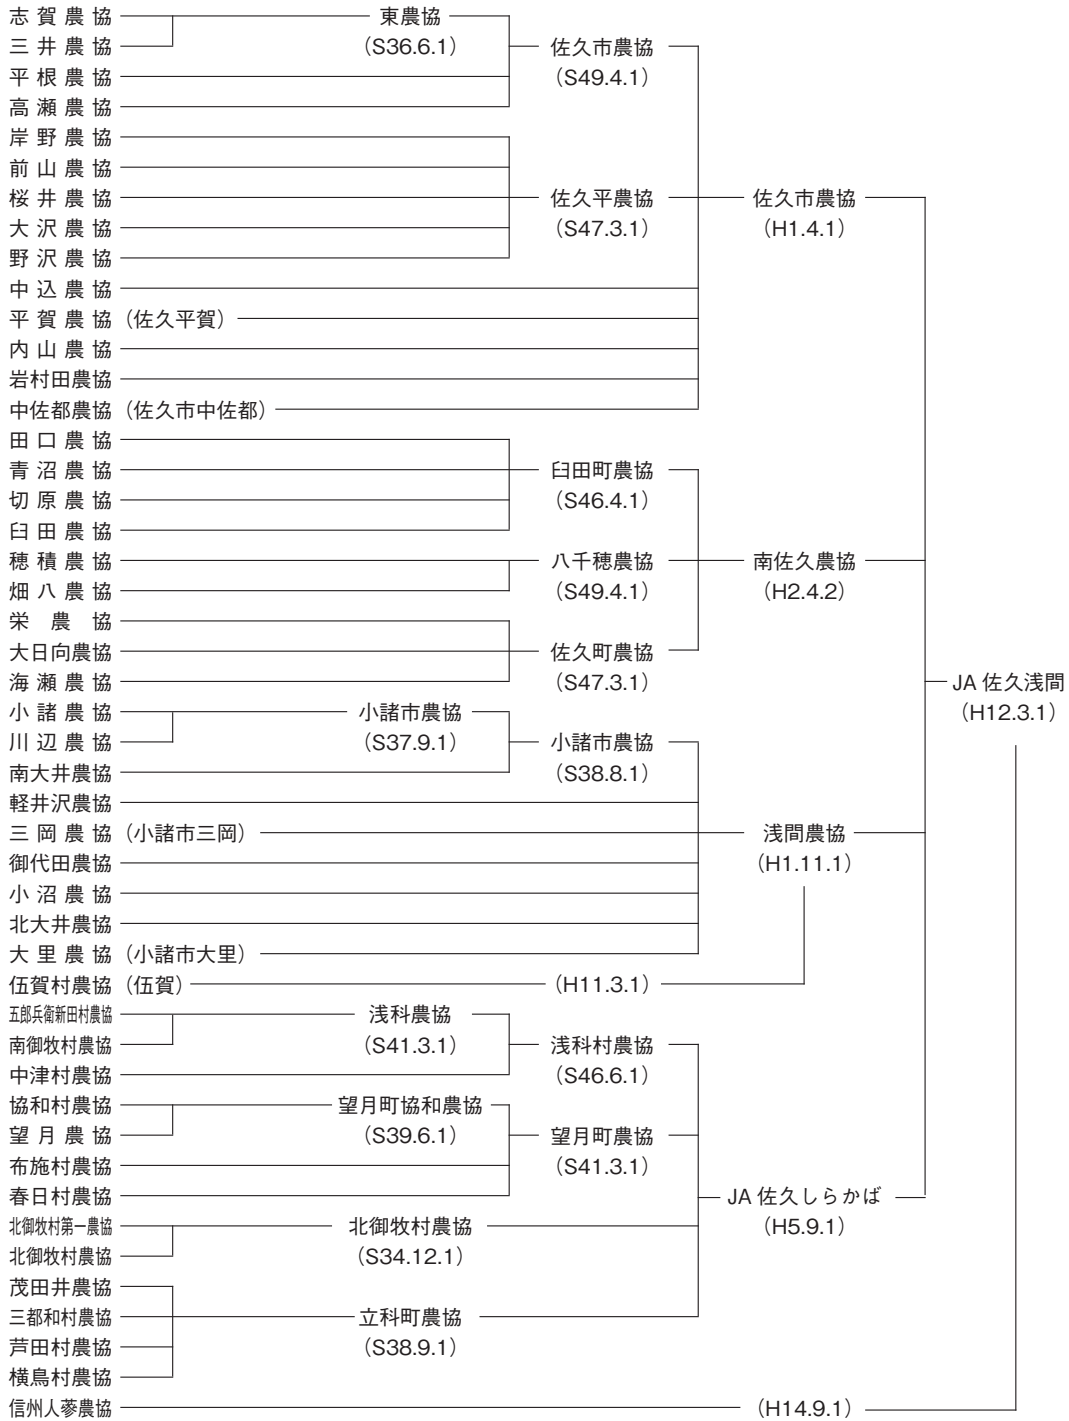 志賀農協 東農協
三井農協 (S36.6.1) 佐久市農協
平根農協 (S49.4.1)
高瀬農協
岸野農協
前山農協
桜井農協 佐久平農協 佐久市農協
大沢農協 (S47.3.1) (H1.4.1)
野沢農協
中込農協
平賀農協(佐久平賀)
内山農協
岩村田農協
中佐都農協(佐久市中佐都)
田口農協
青沼農協 臼田町農協
切原農協 (S46.4.1)
臼田農協
穂積農協 八千穂農協 南佐久農協
畑八農協 (S49.4.1) (H2.4.2)
栄農協
大日向農協 佐久町農協
海瀬農協 (S47.3.1) JA佐久浅間
小諸農協 小諸市農協 (H12.3.1)
川辺農協 (S37.9.1) 小諸市農協
南大井農協 (S38.8.1)
軽井沢農協
三岡農協(小諸市三岡) 浅間農協
御代田農協 (H1.11.1)
小沼農協
北大井農協
大里農協(小諸市大里)
伍賀村農協(伍賀) (H11.3.1)
五郎兵衛新田村農協 浅科農協
南御牧村農協 (S41.3.1) 浅科村農協
中津村農協 (S46.6.1)
協和村農協 望月町協和農協
望月農協 (S39.6.1) 望月町農協
布施村農協 (S41.3.1)
春日村農協 JA佐久しらかば
北御牧村第一農協 北御牧村農協 (H5.9.1)
北御牧村農協 (S34.12.1)
茂田井農協
三都和村農協 立科町農協
芦田村農協 (S38.9.1)
横鳥村農協
信州人蔘農協 (H14.9.1)